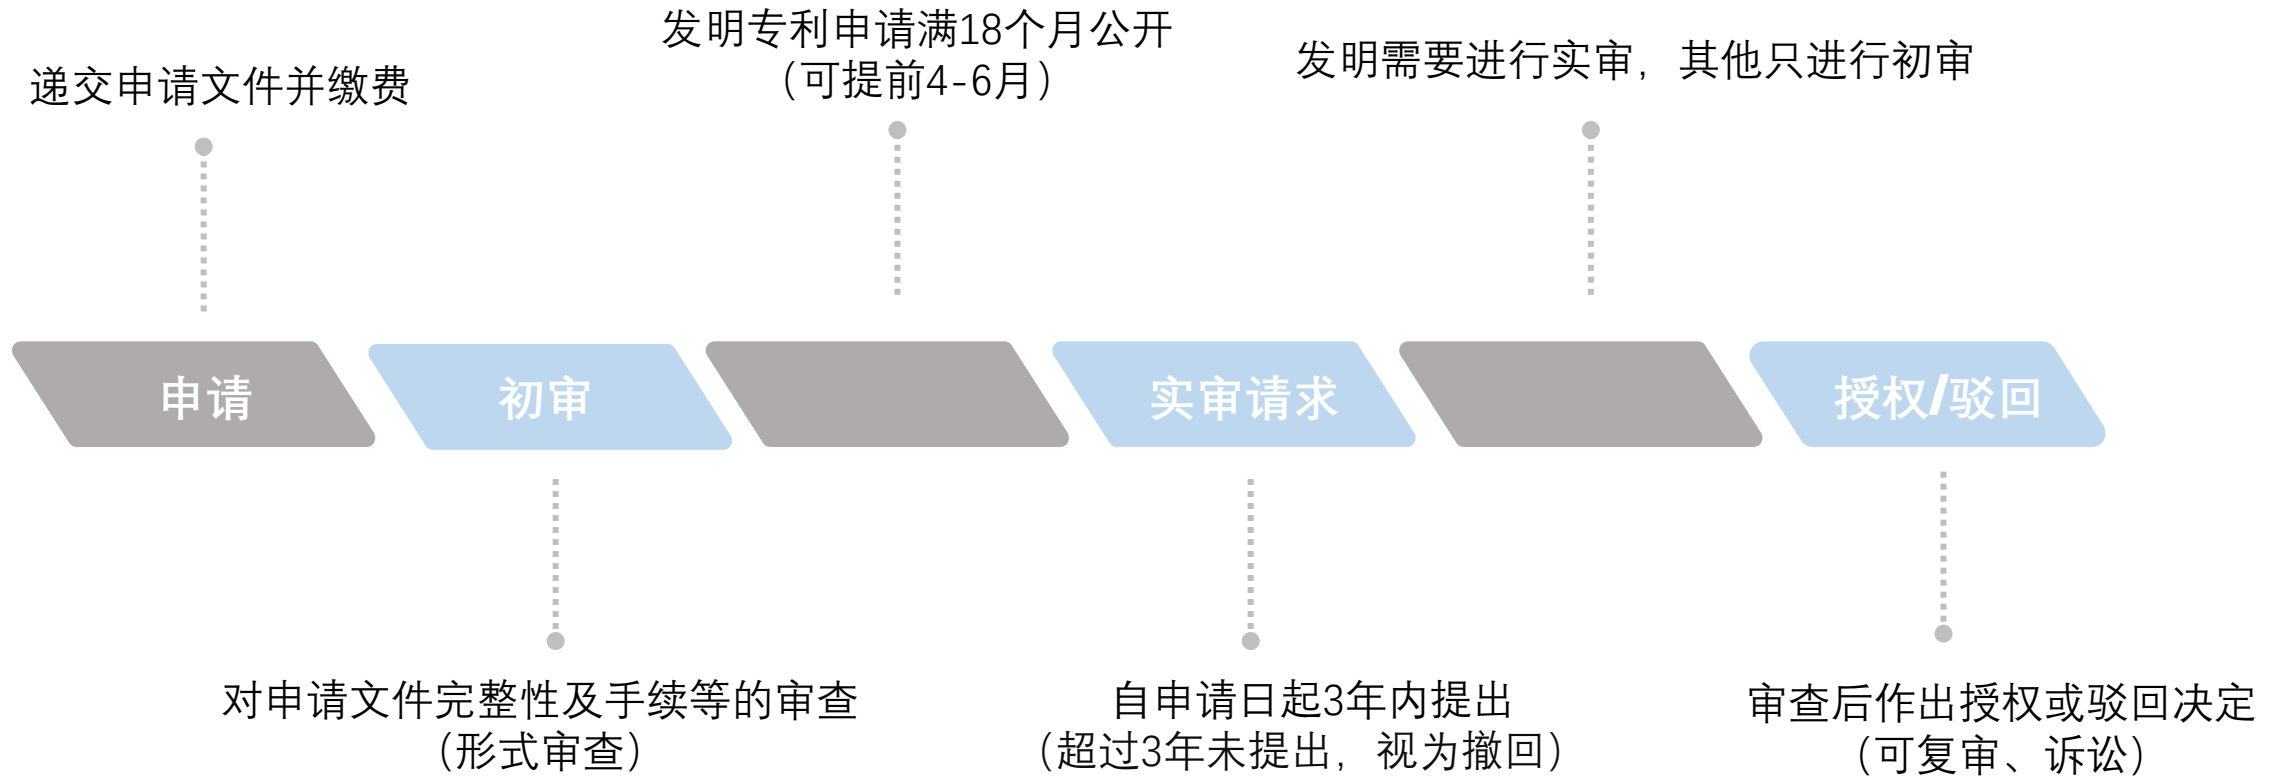 递交申请文件并缴费
发明专利申请满18个月公开
（可提前4-6月）
发明需要进行实审，其他只进行初审
申请
初审
实审请求
授权/驳回
对申请文件完整性及手续等的审查
（形式审查）
自申请日起3年内提出
（超过3年未提出，视为撤回）
审查后作出授权或驳回决定
（可复审、诉讼）